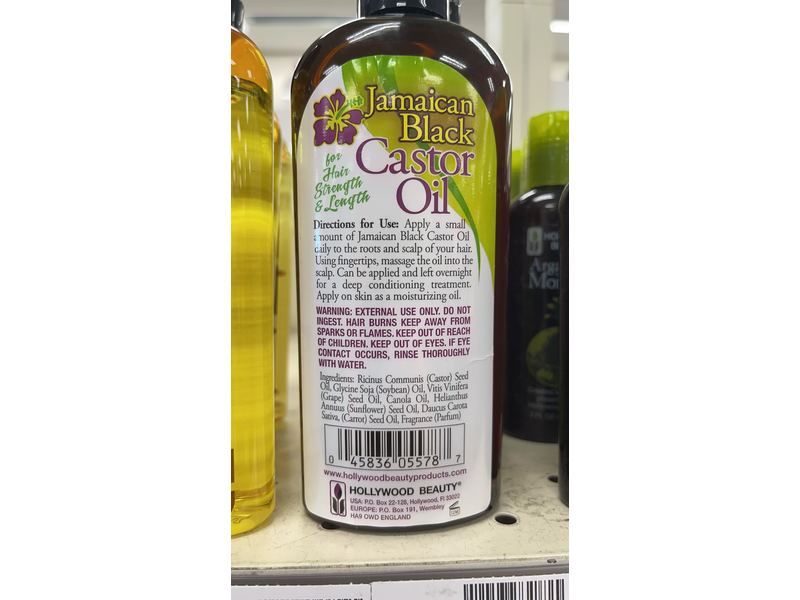 Jamaican
Black
Castor
Oil
for
Hair
Strength
& Length
Directions for Use: Apply a small
amount of Jamaican Black Castor Oil
daily to the roots and scalp of your hair.
Using fingertips, massage the oil into the
scalp. Can be applied and left overnight
for a deep conditioning treatment.
Apply on skin as a moisturizing oil.
WARNING: EXTERNAL USE ONLY. DO NOT
INGEST. HAIR BURNS KEEP AWAY FROM
SPARKS OR FLAMES. KEEP OUT OF REACH
OF CHILDREN. KEEP OUT OF EYES. IF EYE
CONTACT OCCURS, RINSE THOROUGHLY
WITH WATER.
Ingredients: Ricinus Communis (Castor) Seed
Oil, Glycine Soja (Soybean) Oil, Vitis Vinifera
(Grape) Seed Oil, Canola Oil, Helianthus
Annuus (Sunflower) Seed Oil, Daucus Carota
Sativa, (Carrot) Seed Oil, Fragrance (Parfum)
0 45836 05578 7
www.hollywoodbeautyproducts.com
HOLLYWOOD BEAUTY®
USA: P.O. Box 22-128, Hollywood, Fl 33022
EUROPE: P.O. Box 191, Wembley
HA9 OWD ENGLAND